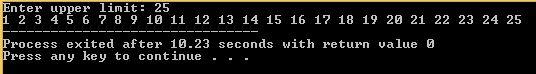 Enter upper limit: 25
1 2 3 4 5 6 7 8 9 10 11 12 13 14 15 16 17 18 19 20 21 22 23 24 25
--------------------------------
Process exited after 10.23 seconds with return value 0
Press any key to continue . . .